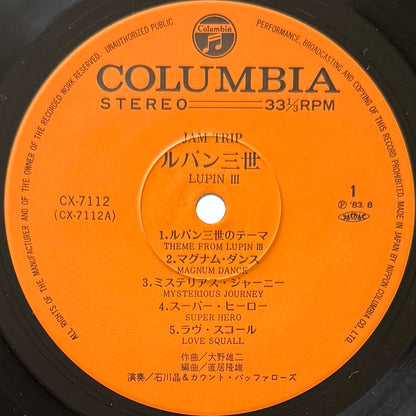 Columbia
COLUMBIA
STEREO 33 1/3 RPM
JAM TRIP
ルパン三世
LUPIN III
CX-7112
(CX-7112A)
1
Ⓟ '83. 8
JASRAC
1.ルパン三世のテーマ
THEME FROM LUPIN III
2.マグナム・ダンス
MAGNUM DANCE
3.ミステリアス・ジャーニー
MYSTERIOUS JOURNEY
4.スーパー・ヒーロー
SUPER HERO
5.ラヴ・スコール
LOVE SQUALL
作曲/大野雄二
編曲/直居隆雄
演奏/石川晶&カウント・バッファローズ
ALL RIGHTS OF THE MANUFACTURER AND OF THE OWNER OF THE RECORDED WORK RESERVED. UNAUTHORIZED PUBLIC PERFORMANCE, BROADCASTING AND COPYING OF THIS RECORD PROHIBITED. MADE IN JAPAN BY NIPPON COLUMBIA CO., LTD.